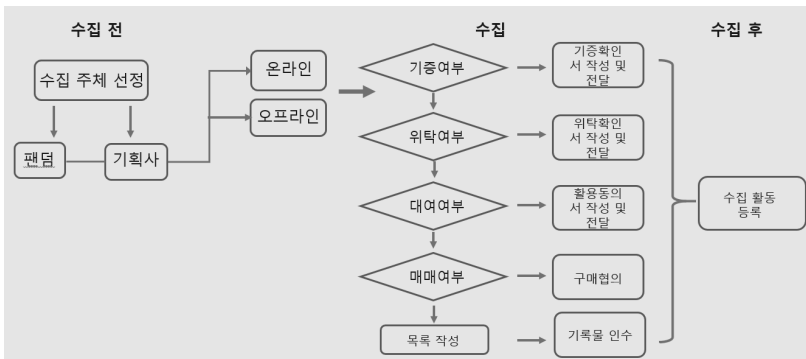 수집 전
수집
수집 후
수집 주체 선정
팬덤
기획사
온라인
오프라인
기증여부
기증확인
서 작성 및
전달
위탁여부
위탁확인
서 작성 및
전달
대여여부
활용동의
서 작성 및
전달
매매여부
구매협의
목록 작성
기록물 인수
수집 활동
등록